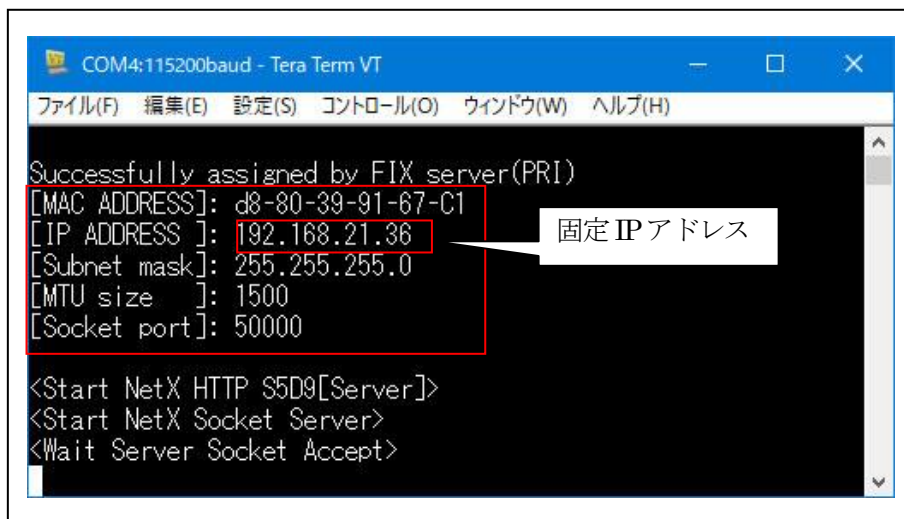 COM4:115200baud - Tera Term VT
ファイル(F) 編集(E) 設定(S) コントロール(O) ウィンドウ(W) ヘルプ(H)
Successfully assigned by FIX server(PRI)
[MAC ADDRESS]: d8-80-39-91-67-C1
[IP ADDRESS ]: 192.168.21.36
固定IPアドレス
[Subnet mask]: 255.255.255.0
[MTU size   ]: 1500
[Socket port]: 50000
<Start NetX HTTP S5D9[Server]>
<Start NetX Socket Server>
<Wait Server Socket Accept>